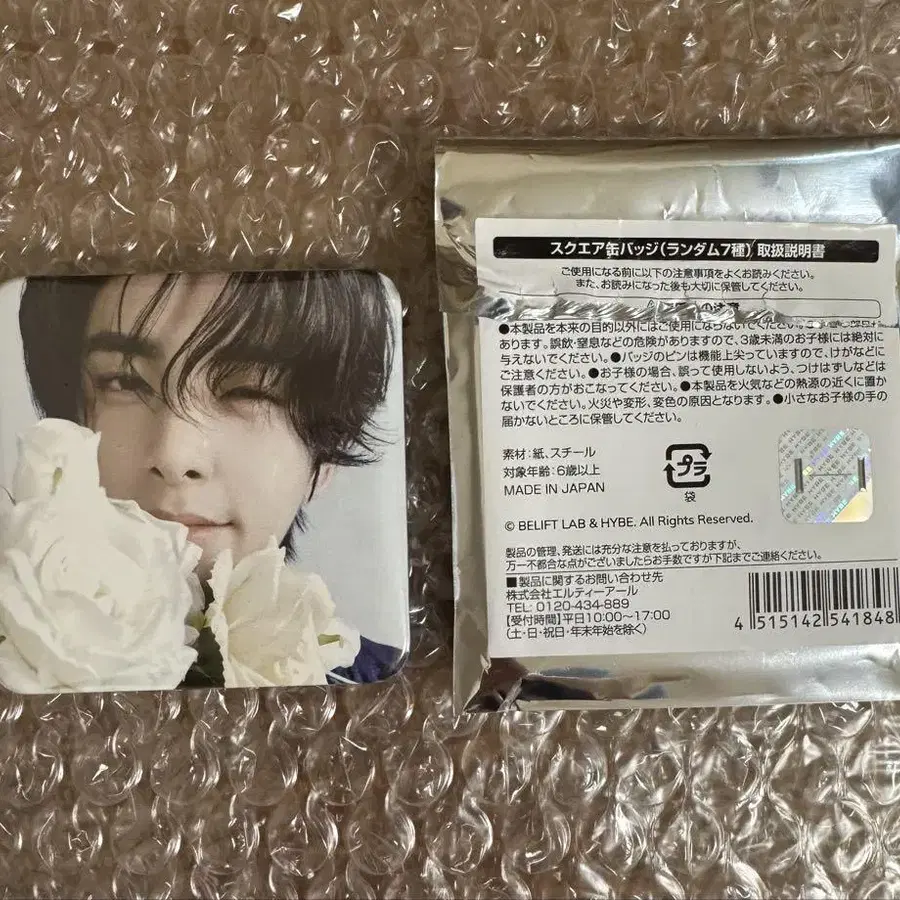 スクエア缶バッジ(ランダム7種) 取扱説明書
ご使用になる前に以下の注意事項をよくお読みください。
また、お読みになった後も大切に保管してください。
の注意
●本製品を本来の目的以外にはご使用にならないでください。
あります。誤飲・窒息などの危険がありますので、3歳未満のお子様には絶対に
与えないでください。●バッジのピンは機能上尖っていますので、けがなどに
ご注意ください。●お子様の場合、誤って使用しないよう、つけはずしなどは
保護者の方がおこなってください。●本製品を火気などの熱源の近くに置か
ないでください。火災や変形、変色の原因となります。●小さなお子様の手の
届かないところに保管してください。
素材:紙、スチール
対象年齢:6歳以上
MADE IN JAPAN
プラ
袋
HYBE
© BELIFT LAB & HYBE. All Rights Reserved.
製品の管理、発送には充分な注意を払っておりますが、
万一不都合な点がございましたらお手数ですが下記までご連絡ください。
■製品に関するお問い合わせ先
株式会社エルティーアール
TEL: 0120-434-889
【受付時間】平日10:00〜17:00
(土・日・祝日・年末年始を除く)
4 515142 541848